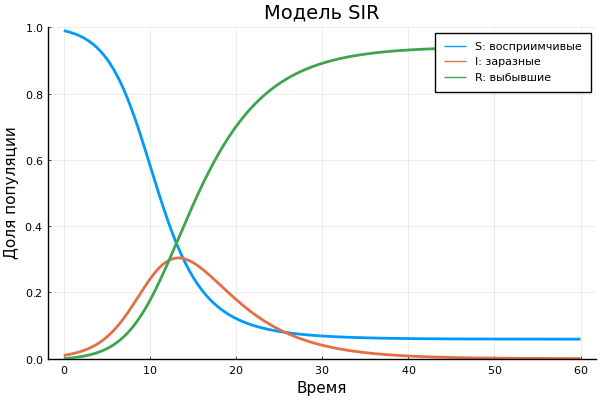 Модель SIR
S: восприимчивые
I: заразные
R: выбывшие
Доля популяции
1.0
0.8
0.6
0.4
0.2
0.0
0 10 20 30 40 50 60
Время